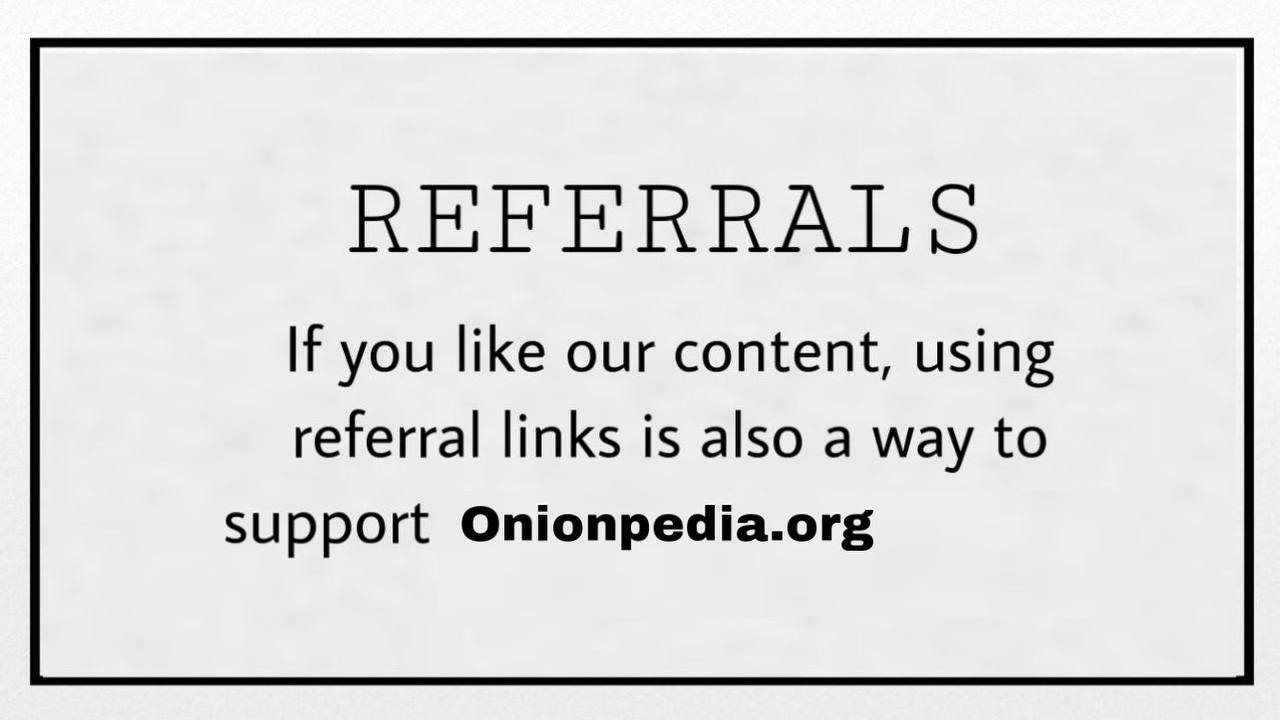 REFERRALS
If you like our content, using
referral links is also a way to
support Onionpedia.org